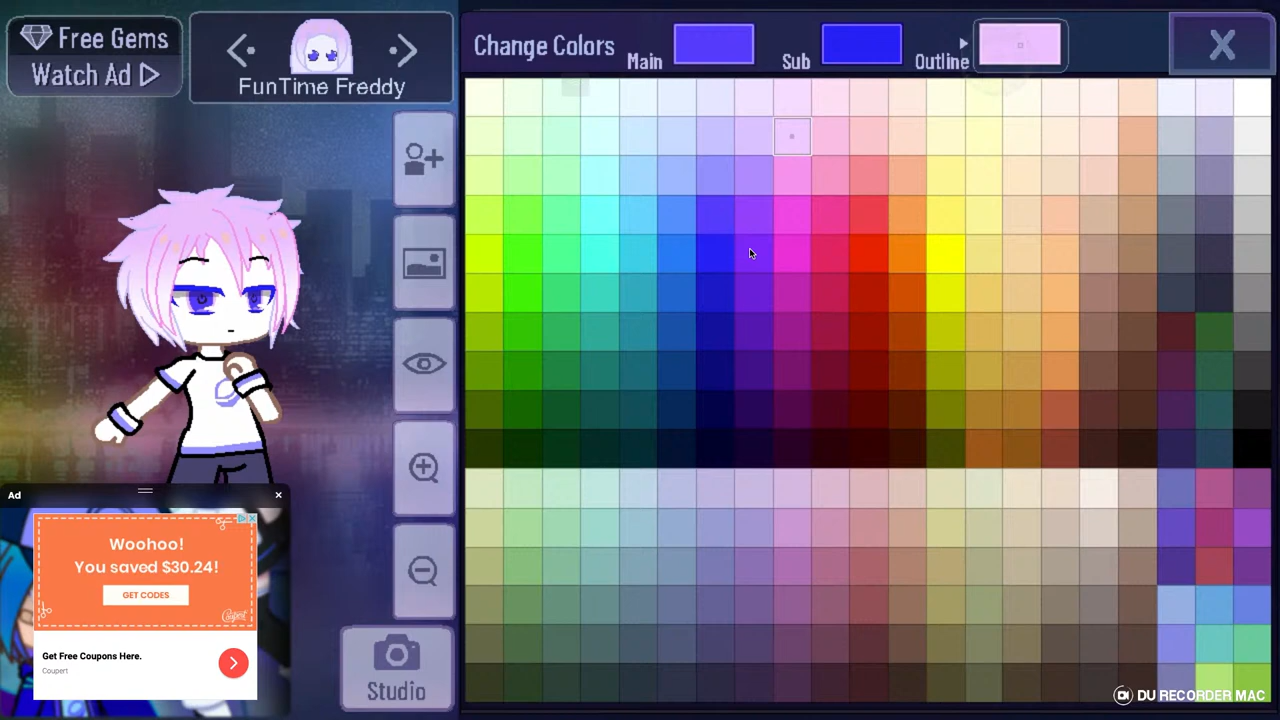 Free Gems
Watch Ad
FunTime Freddy
Change Colors
Main
Sub
Outline
X
Studio
Ad
Woohoo!
You saved $30.24!
GET CODES
Coupert
Get Free Coupons Here.
Coupert
DU RECORDER MAC